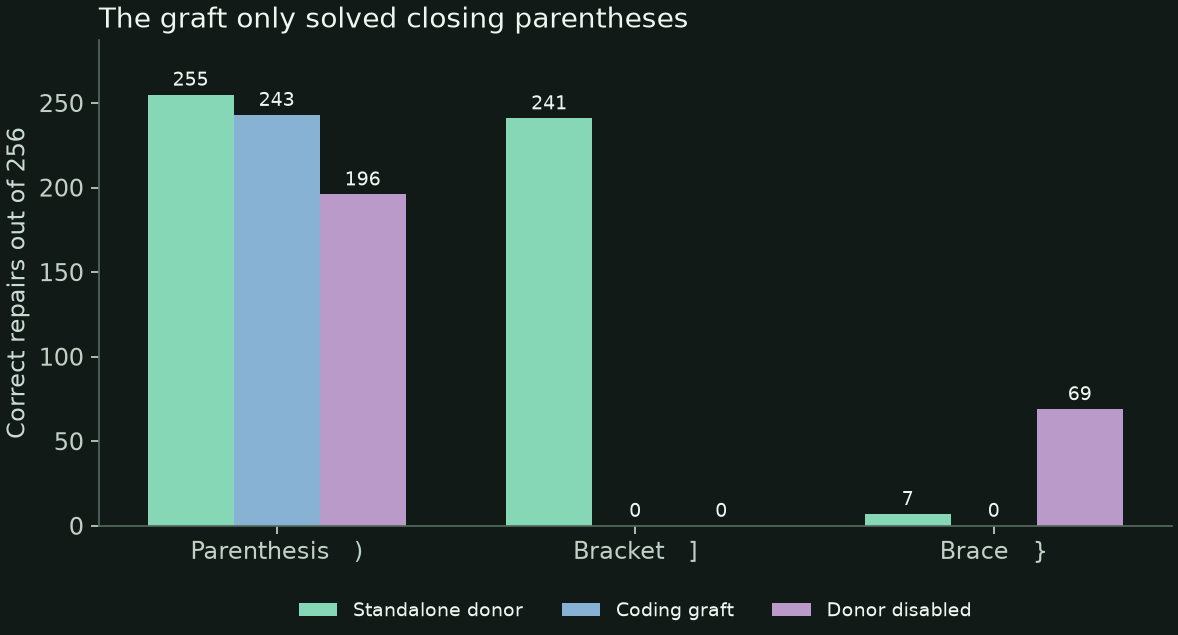 The graft only solved closing parentheses
Correct repairs out of 256
250
200
150
100
50
0
255
243
196
241
0
0
7
0
69
Parenthesis )
Bracket ]
Brace }
Standalone donor
Coding graft
Donor disabled